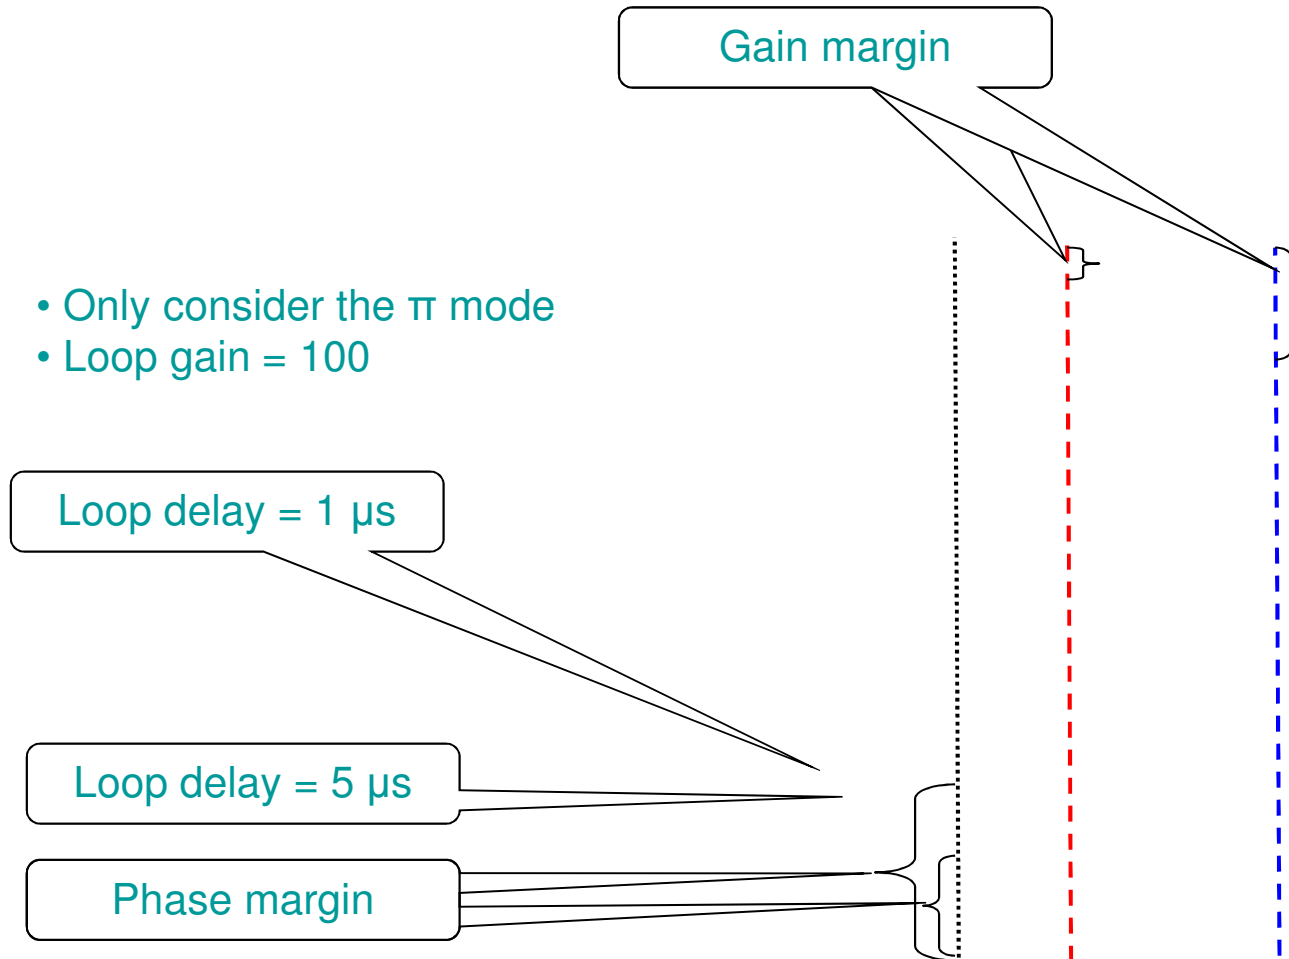 Gain margin
• Only consider the π mode
• Loop gain = 100
Loop delay = 1 μs
Loop delay = 5 μs
Phase margin